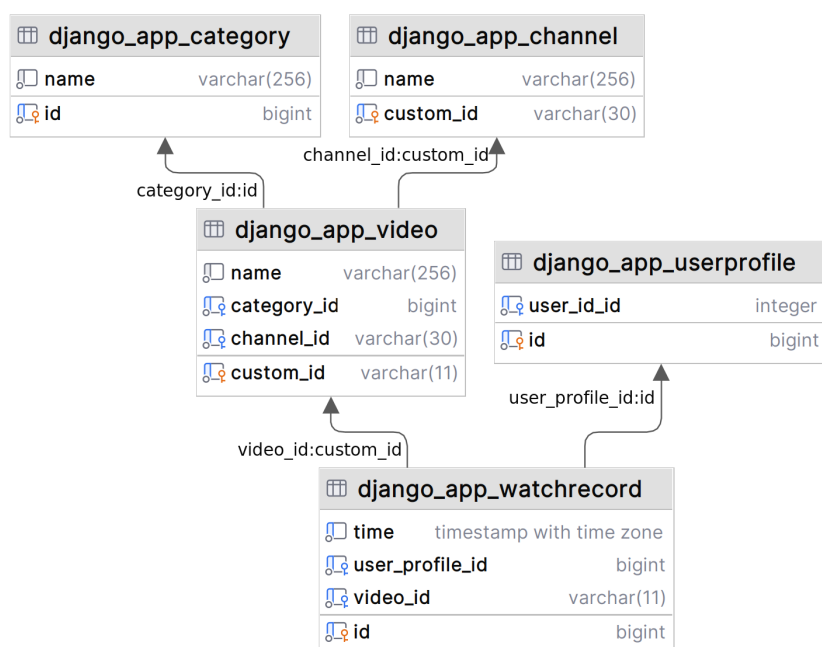 django_app_category
name varchar(256)
id bigint
django_app_channel
name varchar(256)
custom_id varchar(30)
category_id:id
channel_id:custom_id
django_app_video
name varchar(256)
category_id bigint
channel_id varchar(30)
custom_id varchar(11)
django_app_userprofile
user_id_id integer
id bigint
video_id:custom_id
user_profile_id:id
django_app_watchrecord
time timestamp with time zone
user_profile_id bigint
video_id varchar(11)
id bigint